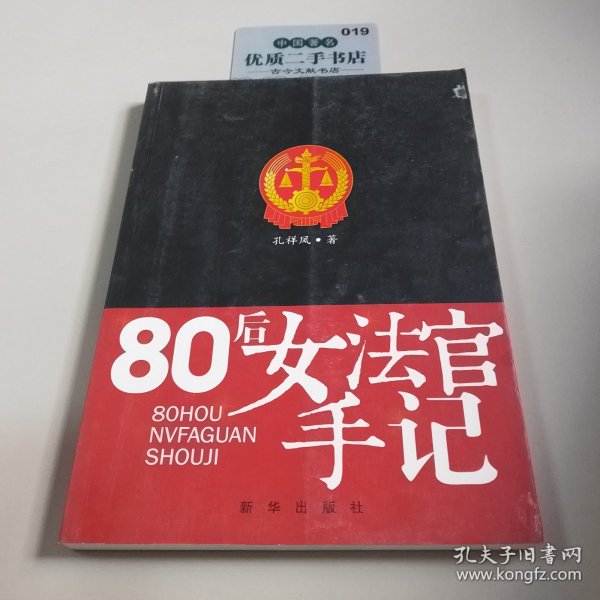 019
中国著名
优质二手书店
古今文献书店
孔祥凤·著
80后女法官
手记
80HOU
NVFAGUAN
SHOUJI
新华出版社
孔夫子旧书网
www.kongfz.com